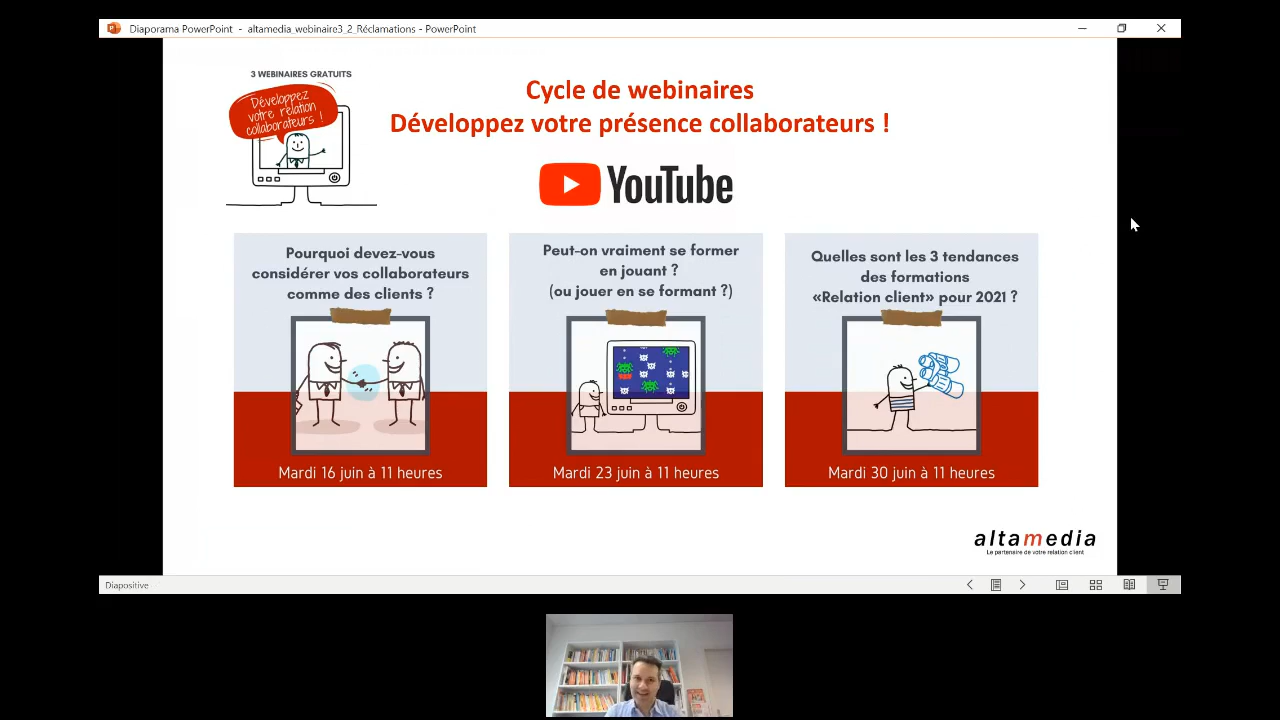 Diaporama PowerPoint - altamedia_webinaire3_2_Réclamations - PowerPoint
3 WEBINAIRES GRATUITS
Développez
votre relation
collaborateurs !
Cycle de webinaires
Développez votre présence collaborateurs !
YouTube
Pourquoi devez-vous
considérer vos collaborateurs
comme des clients ?
Mardi 16 juin à 11 heures
Peut-on vraiment se former
en jouant ?
(ou jouer en se formant ?)
Mardi 23 juin à 11 heures
Quelles sont les 3 tendances
des formations
«Relation client» pour 2021 ?
Mardi 30 juin à 11 heures
altamedia
Le partenaire de votre relation client
Diapositive